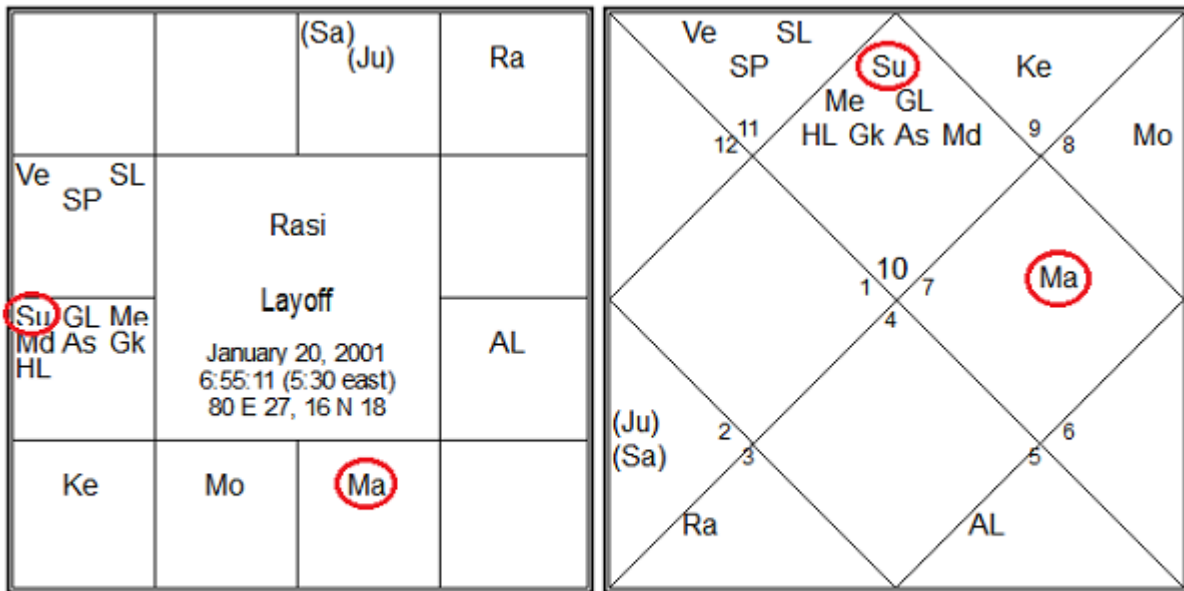 (Sa)
(Ju)
Ra
Ve SL
SP
Rasi
Layoff
January 20, 2001
6:55:11 (5:30 east)
80 E 27, 16 N 18
Su GL Me
Md As Gk
HL
AL
Ke
Mo
Ma
Ve SL
SP
Su
Ke
Me GL
HL Gk As Md
Mo
11
12
9
8
10
1 7
4
Ma
(Ju)
(Sa)
2
3
6
5
Ra
AL